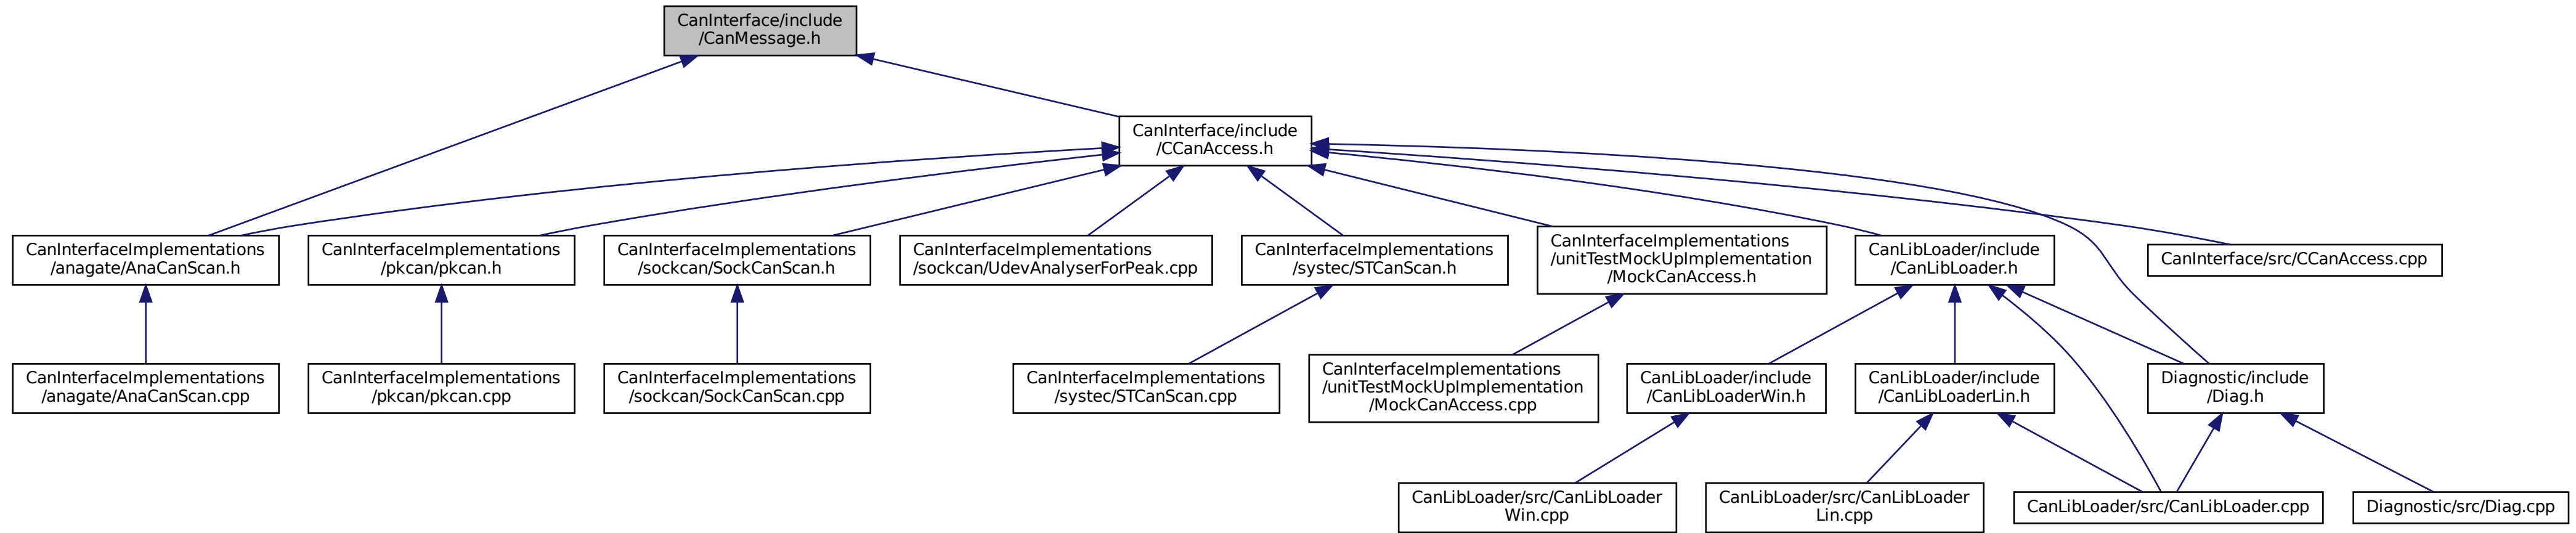 CanInterface/include
/CanMessage.h
CanInterface/include
/CCanAccess.h
CanInterfaceImplementations
/anagate/AnaCanScan.h
CanInterfaceImplementations
/pkcan/pkcan.h
CanInterfaceImplementations
/sockcan/SockCanScan.h
CanInterfaceImplementations
/sockcan/UdevAnalyserForPeak.cpp
CanInterfaceImplementations
/systec/STCanScan.h
CanInterfaceImplementations
/unitTestMockUpImplementation
/MockCanAccess.h
CanLibLoader/include
/CanLibLoader.h
CanInterface/src/CCanAccess.cpp
CanInterfaceImplementations
/anagate/AnaCanScan.cpp
CanInterfaceImplementations
/pkcan/pkcan.cpp
CanInterfaceImplementations
/sockcan/SockCanScan.cpp
CanInterfaceImplementations
/systec/STCanScan.cpp
CanInterfaceImplementations
/unitTestMockUpImplementation
/MockCanAccess.cpp
CanLibLoader/include
/CanLibLoaderWin.h
CanLibLoader/include
/CanLibLoaderLin.h
Diagnostic/include
/Diag.h
CanLibLoader/src/CanLibLoader
Win.cpp
CanLibLoader/src/CanLibLoader
Lin.cpp
CanLibLoader/src/CanLibLoader.cpp
Diagnostic/src/Diag.cpp